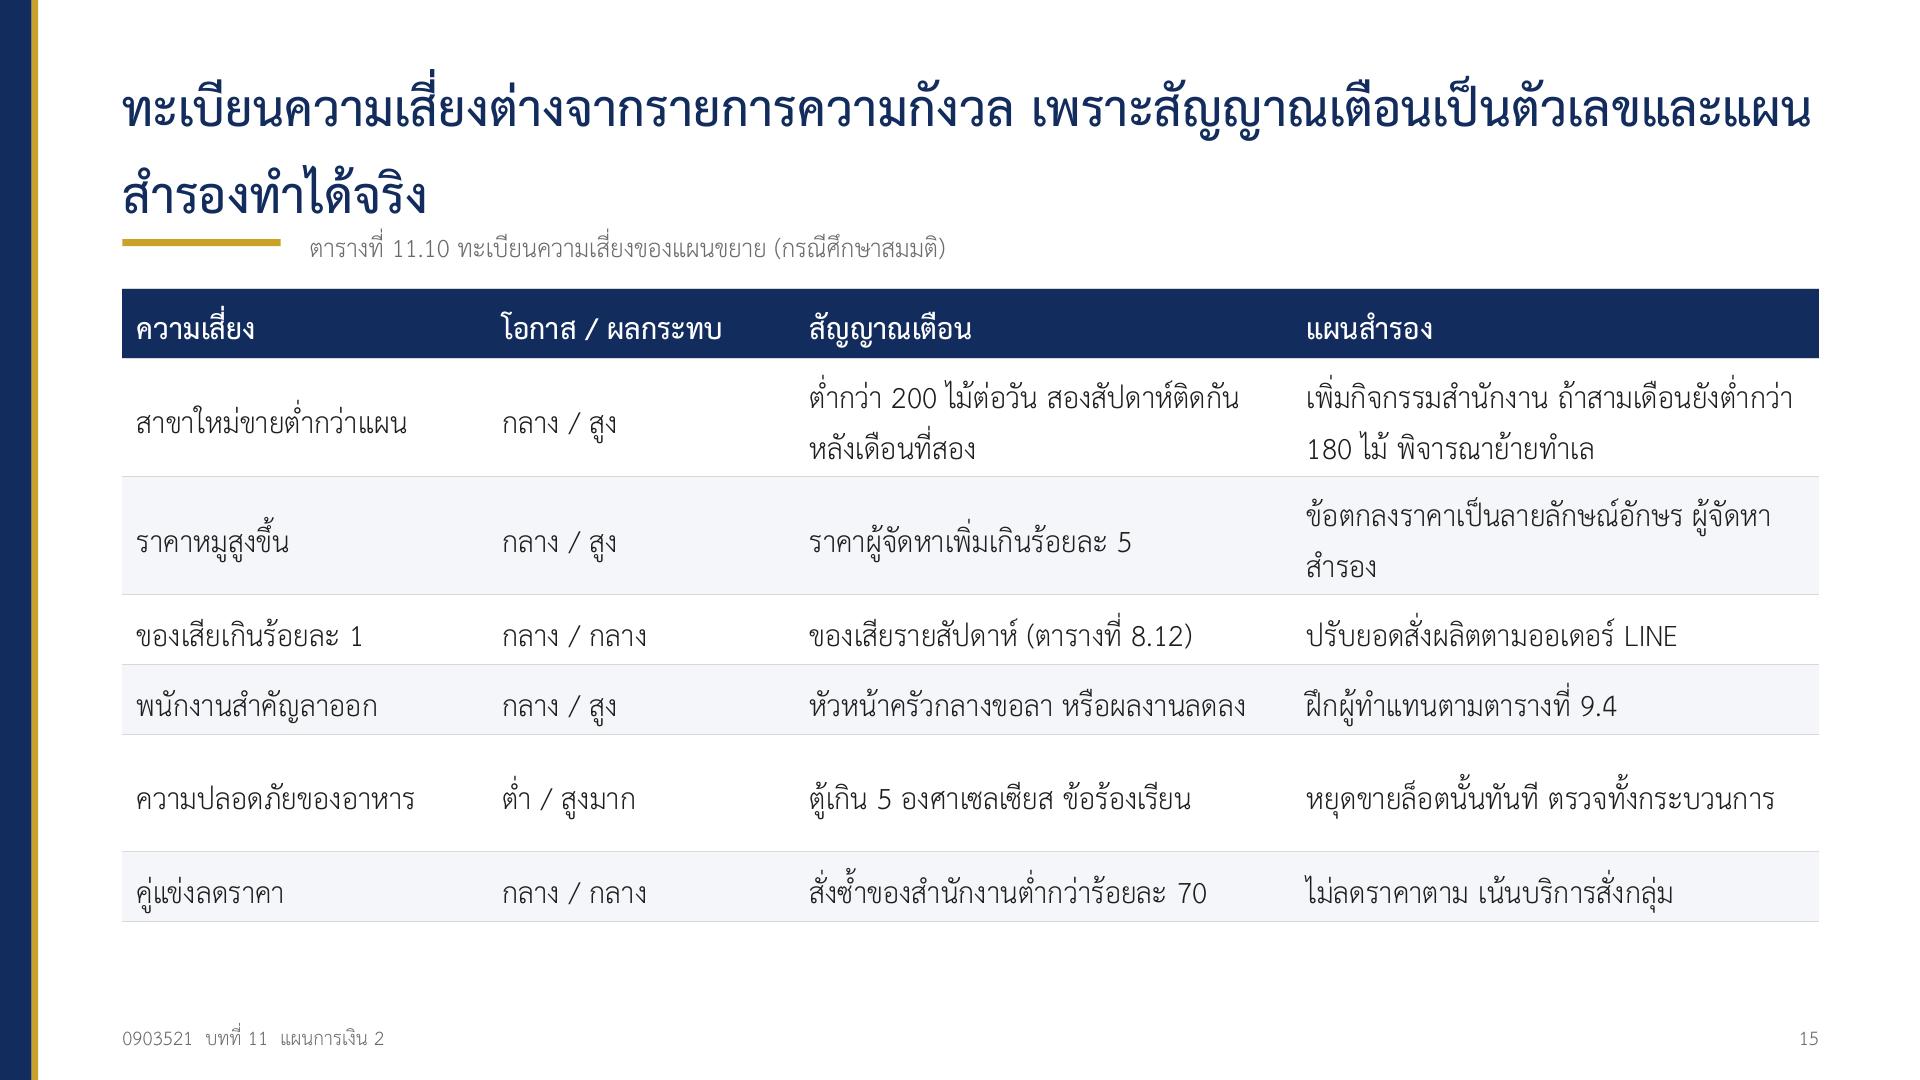 ทะเบียนความเสี่ยงต่างจากรายการความกังวล เพราะสัญญาณเตือนเป็นตัวเลขและแผน
สำรองทำได้จริง
ตารางที่ 11.10 ทะเบียนความเสี่ยงของแผนขยาย (กรณีศึกษาสมมติ)
ความเสี่ยง โอกาส / ผลกระทบ สัญญาณเตือน แผนสำรอง
สาขาใหม่ขายต่ำกว่าแผน กลาง / สูง ต่ำกว่า 200 ไม้ต่อวัน สองสัปดาห์ติดกัน เพิ่มกิจกรรมสำนักงาน ถ้าสามเดือนยังต่ำกว่า
หลังเดือนที่สอง 180 ไม้ พิจารณาย้ายทำเล
ราคาหมูสูงขึ้น กลาง / สูง ราคาผู้จัดหาเพิ่มเกินร้อยละ 5 ข้อตกลงราคาเป็นลายลักษณ์อักษร ผู้จัดหา
สำรอง
ของเสียเกินร้อยละ 1 กลาง / กลาง ของเสียรายสัปดาห์ (ตารางที่ 8.12) ปรับยอดสั่งผลิตตามออเดอร์ LINE
พนักงานสำคัญลาออก กลาง / สูง หัวหน้าครัวกลางขอลา หรือผลงานลดลง ฝึกผู้ทำแทนตามตารางที่ 9.4
ความปลอดภัยของอาหาร ต่ำ / สูงมาก ตู้เกิน 5 องศาเซลเซียส ข้อร้องเรียน หยุดขายล็อตนั้นทันที ตรวจทั้งกระบวนการ
คู่แข่งลดราคา กลาง / กลาง สั่งซ้ำของสำนักงานต่ำกว่าร้อยละ 70 ไม่ลดราคาตาม เน้นบริการสั่งกลุ่ม
0903521 บทที่ 11 แผนการเงิน 2 15